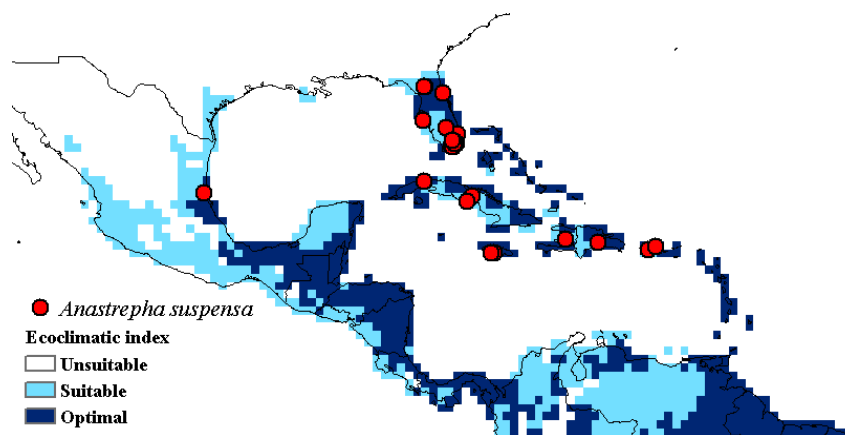 Anastrepha suspensa
Ecoclimatic index
Unsuitable
Suitable
Optimal